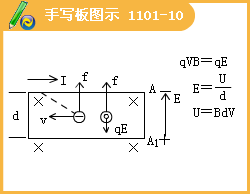 手写板图示 1101-10
I f f A E
d v qE A₁
qVB=qE
E=U/d
U=BdV